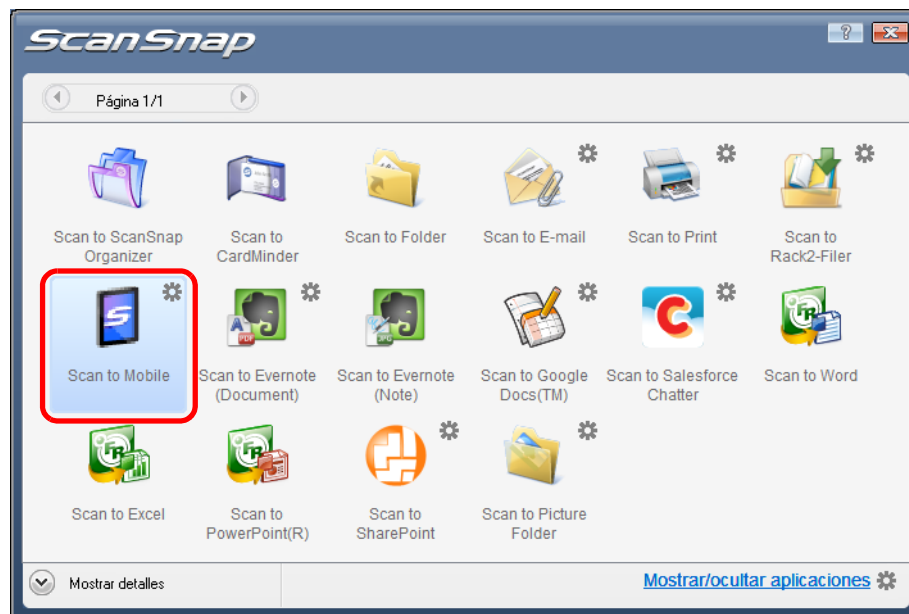 ScanSnap
Página 1/1
Scan to ScanSnap
Organizer
Scan to
CardMinder
Scan to Folder
Scan to E-mail
Scan to Print
Scan to
Rack2-Filer
Scan to Mobile
Scan to Evernote
(Document)
Scan to Evernote
(Note)
Scan to Google
Docs(TM)
Scan to Salesforce
Chatter
Scan to Word
Scan to Excel
Scan to
PowerPoint(R)
Scan to
SharePoint
Scan to Picture
Folder
Mostrar detalles
Mostrar/ocultar aplicaciones